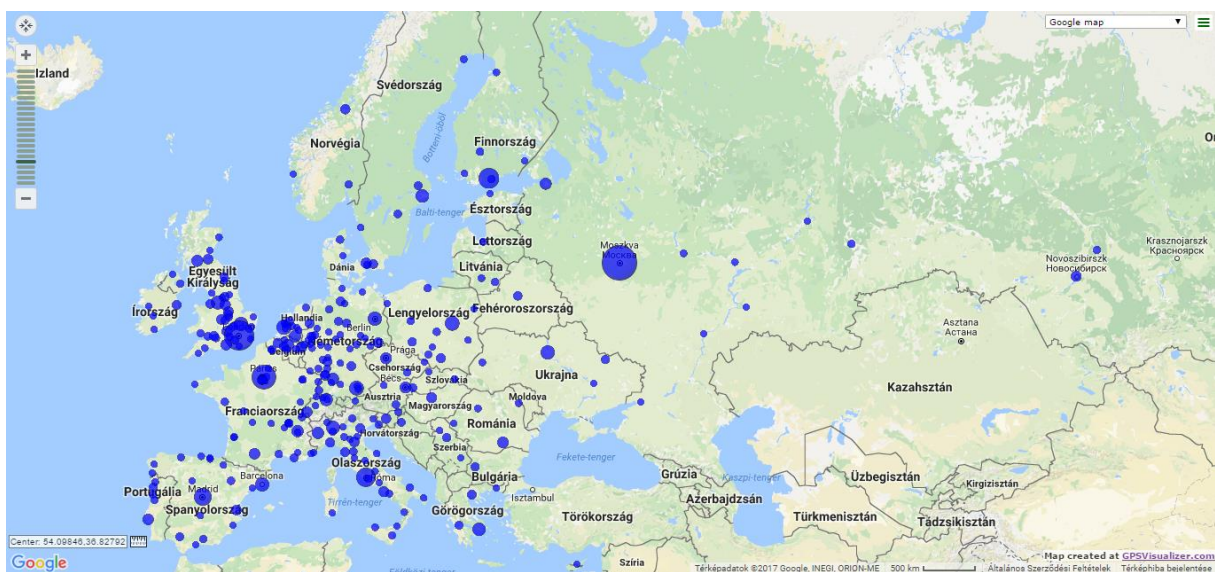 Google map
Izland
Svédország
Norvégia
Finnország
Botteni-öböl
Balti-tenger
Észtország
Lettország
Moszkva
Москва
Dánia
Litvánia
Egyesült
Királyság
Írország
Hollandia
Lengyelország
Fehéroroszország
Berlin
Németország
Belgium
Prága
Csehország
Párizs
Bécs
Szlovákia
Ukrajna
Ausztria
Magyarország
Moldova
Franciaország
Horvátország
Románia
Szerbia
Olaszország
Róma
Bulgária
Fekete-tenger
Isztambul
Barcelona
Madrid
Portugália
Spanyolország
Tirrén-tenger
Görögország
Törökország
Grúzia
Azerbajdzsán
Kaszpi-tenger
Kazahsztán
Asztana
Астана
Novoszibirszk
Новосибирск
Krasznojarszk
Красноярск
Üzbegisztán
Kirgizisztán
Türkmenisztán
Tádzsikisztán
Szíria
Földközi-tenger
Center: 54.09846,36.82792
Google
Map created at GPSVisualizer.com
Térképadatok ©2017 Google, INEGI, ORION-ME 500 km Általános Szerződési Feltételek Térképhiba bejelentése